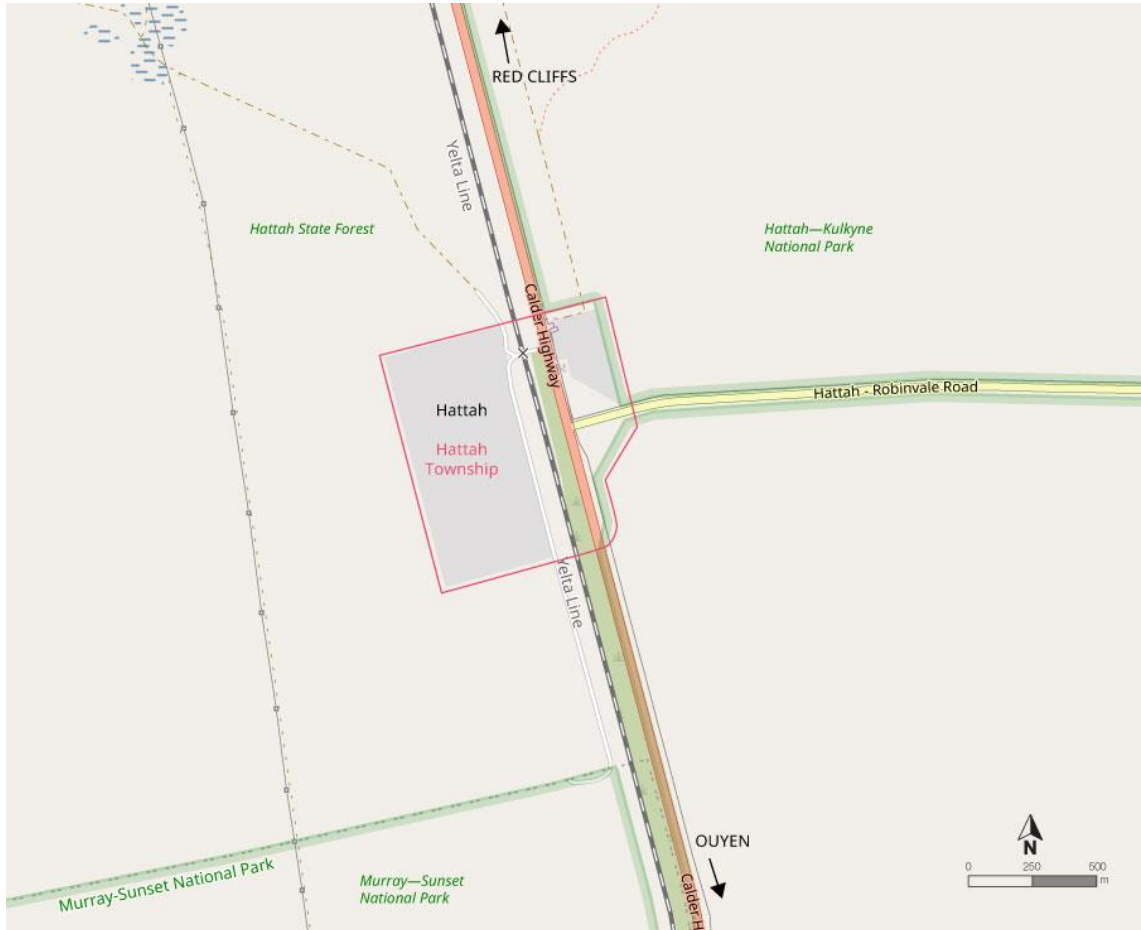 RED CLIFFS
Yelta Line
Hattah State Forest
Hattah—Kulkyne
National Park
Calder Highway
Hattah - Robinvale Road
Hattah
Hattah
Township
Yelta Line
OUYEN
N
0 250 500
m
Murray-Sunset National Park
Murray—Sunset
National Park
Calder H